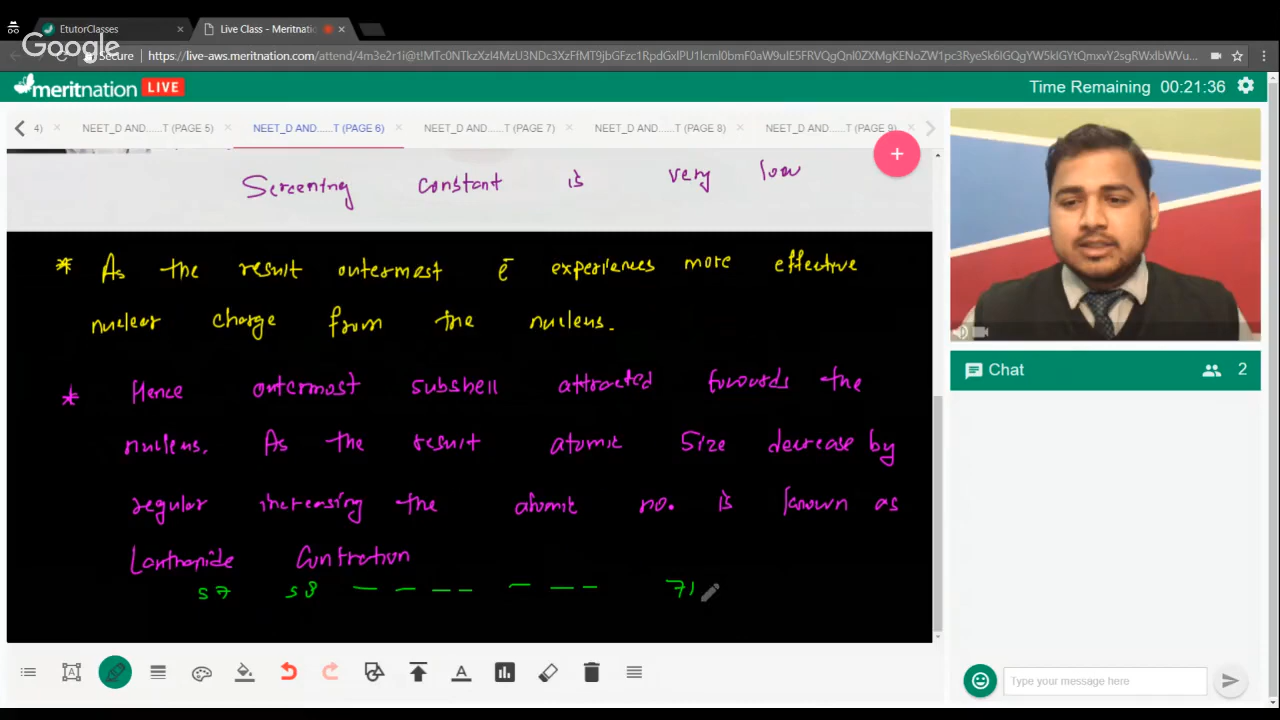 EtutorClasses
Live Class - Meritnation
Google
Secure
https://live-aws.meritnation.com/attend/
meritnation LIVE
Time Remaining 00:21:36
4)
NEET_D AND......T (PAGE 5)
NEET_D AND......T (PAGE 6)
NEET_D AND......T (PAGE 7)
NEET_D AND......T (PAGE 8)
NEET_D AND......T (PAGE 9)
+
Screening constant is very low
* As the result outermost ē experiences more effective
nuclear charge from the nucleus.
* Hence outermost subshell attracted towards the
nucleus. As the result atomic Size decrease by
regular increasing the atomic no. is known as
Lanthanide Contration
57 58 — — — — — — — 71
Chat
2
Type your message here